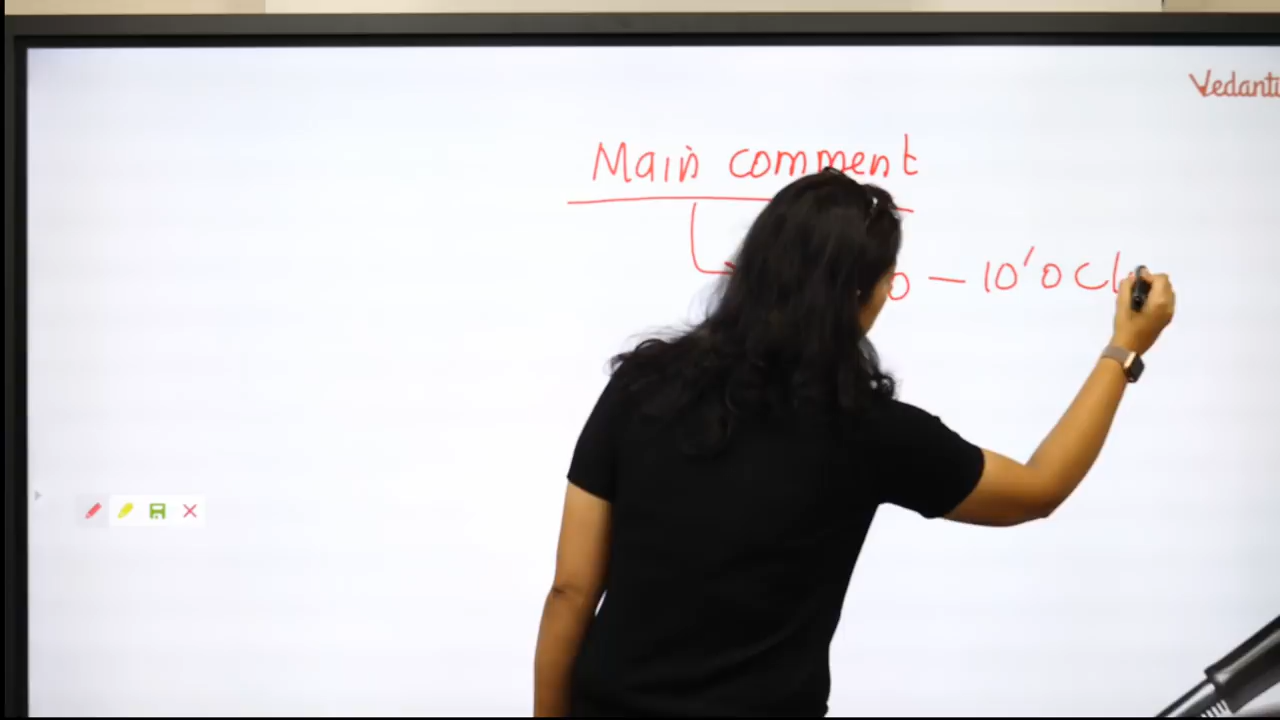 Vedantu
Main comment
— 10'0 Cl